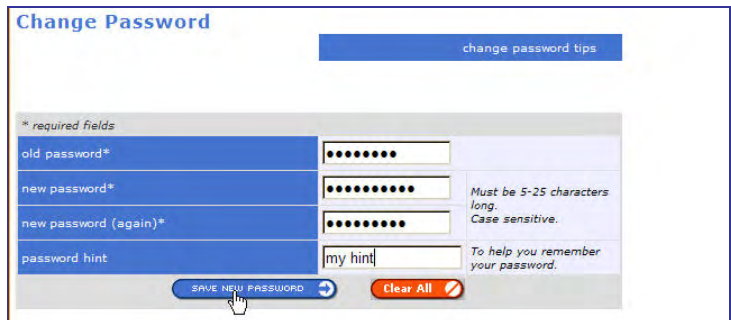 Change Password
change password tips
* required fields
old password* ●●●●●●●●
new password* ●●●●●●●●●●
Must be 5-25 characters
long.
Case sensitive.
new password (again)* ●●●●●●●●●
password hint my hint
To help you remember
your password.
SAVE NEW PASSWORD Clear All